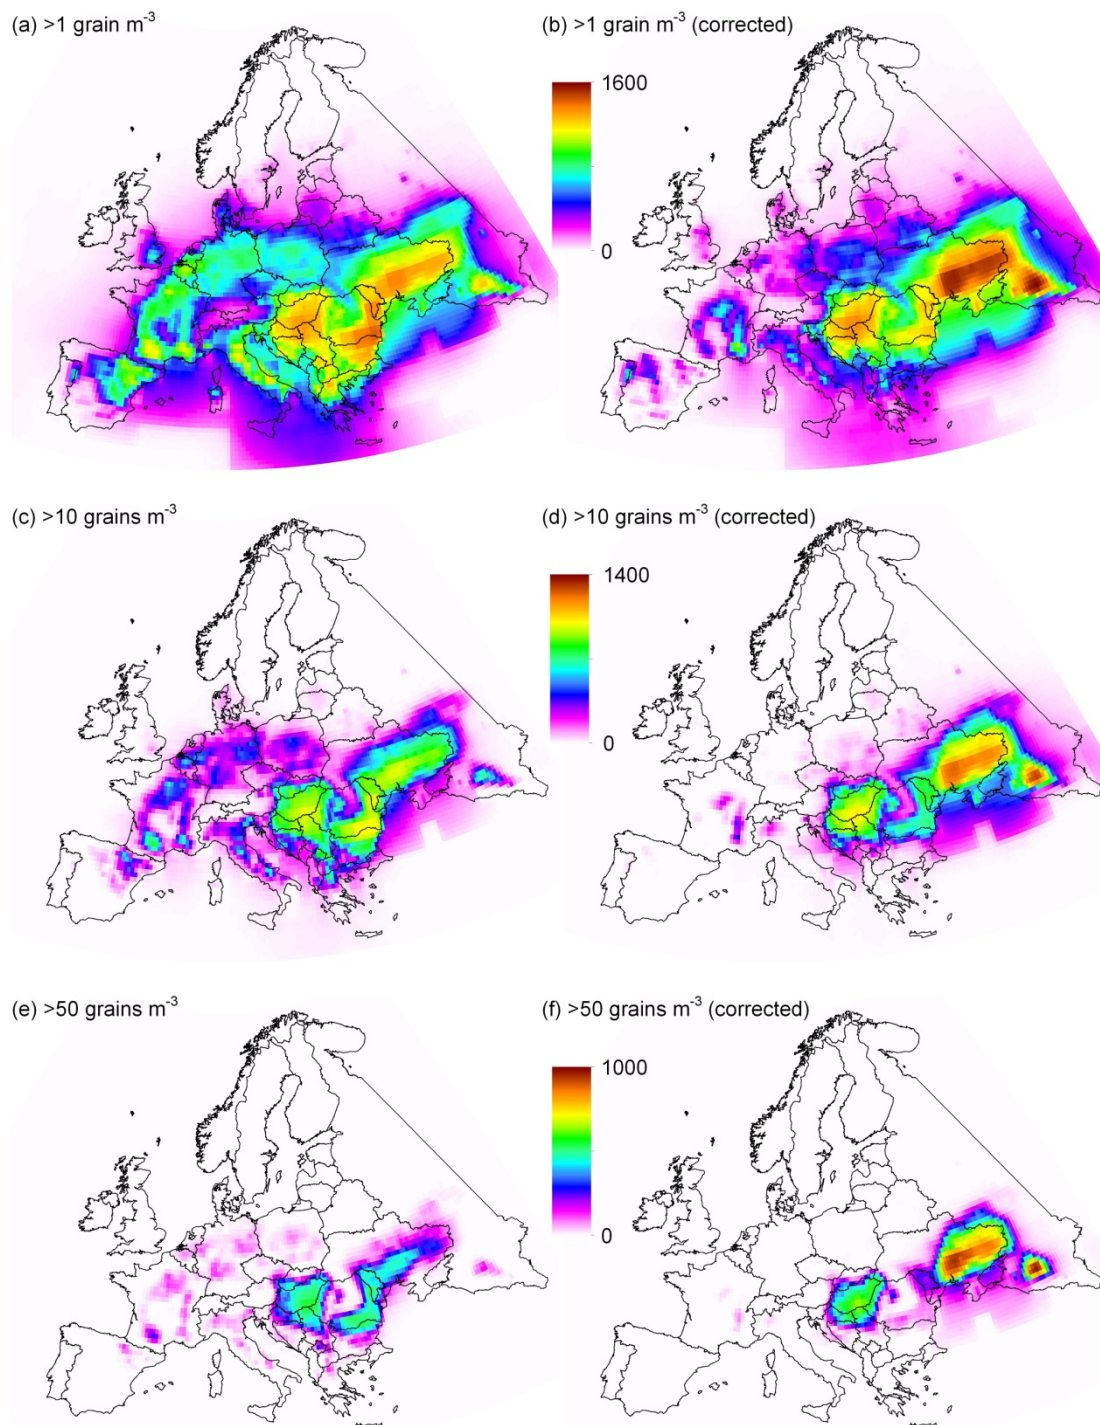 (a) >1 grain m⁻³
(b) >1 grain m⁻³ (corrected)
1600
0
(c) >10 grains m⁻³
(d) >10 grains m⁻³ (corrected)
1400
0
(e) >50 grains m⁻³
(f) >50 grains m⁻³ (corrected)
1000
0